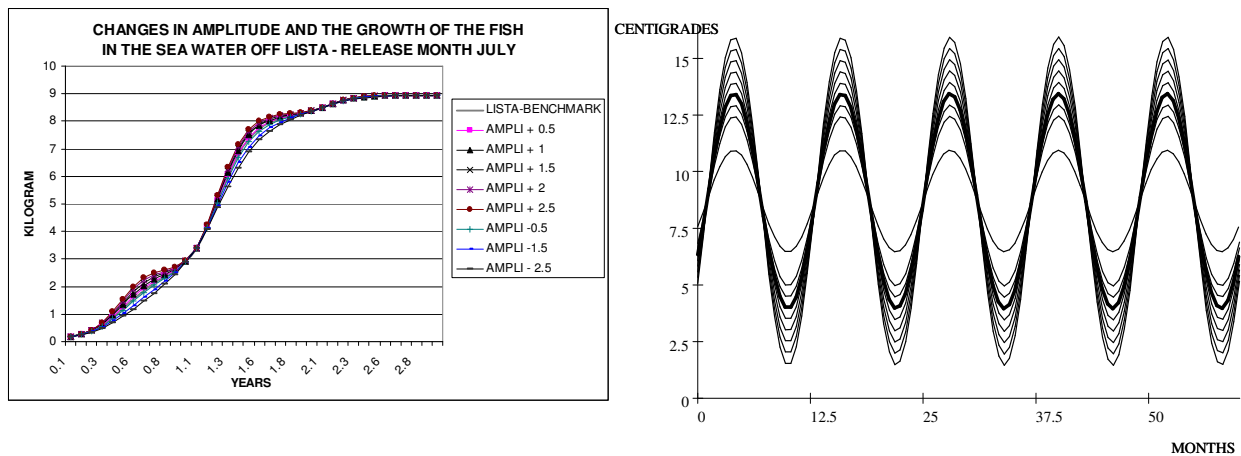 CHANGES IN AMPLITUDE AND THE GROWTH OF THE FISH
IN THE SEA WATER OFF LISTA - RELEASE MONTH JULY
KILOGRAM
10
9
8
7
6
5
4
3
2
1
0
0.1
0.3
0.6
0.8
1.1
1.3
1.6
1.8
2.1
2.3
2.6
2.8
YEARS
LISTA-BENCHMARK
AMPLI + 0.5
AMPLI + 1
AMPLI + 1.5
AMPLI + 2
AMPLI + 2.5
AMPLI -0.5
AMPLI -1.5
AMPLI - 2.5
CENTIGRADES
15
12.5
10
7.5
5
2.5
0
0
12.5
25
37.5
50
MONTHS